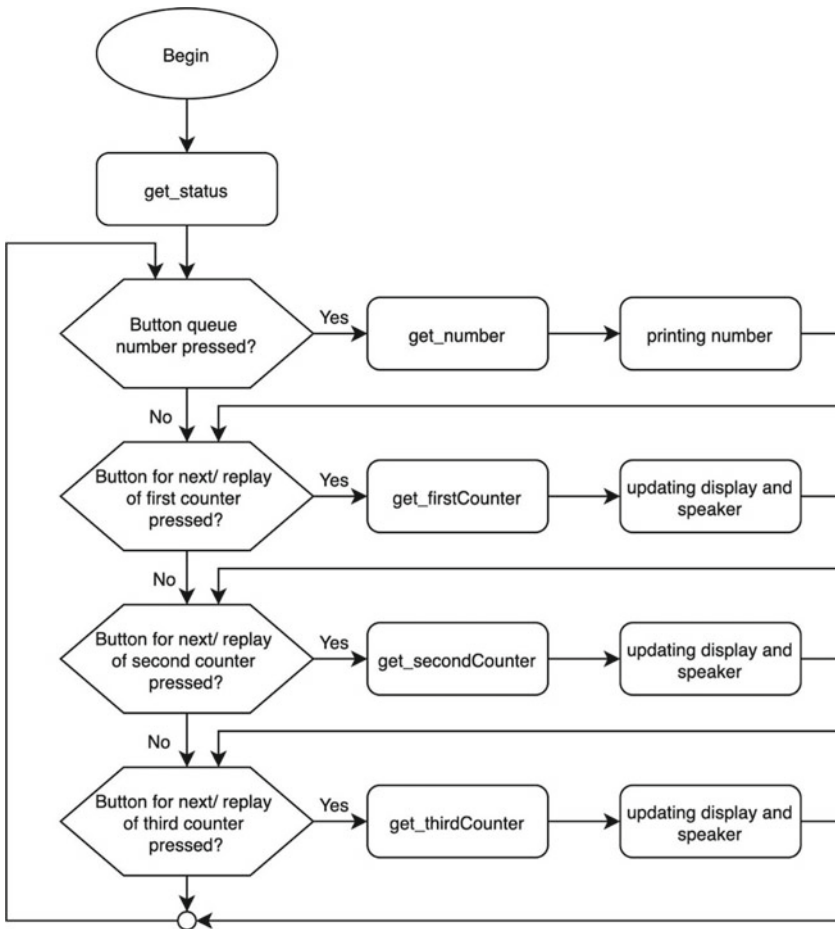 Begin
get_status
Button queue
number pressed?
Yes
get_number
printing number
No
Button for next/ replay
of first counter
pressed?
Yes
get_firstCounter
updating display and
speaker
No
Button for next/ replay
of second counter
pressed?
Yes
get_secondCounter
updating display and
speaker
No
Button for next/ replay
of third counter
pressed?
Yes
get_thirdCounter
updating display and
speaker